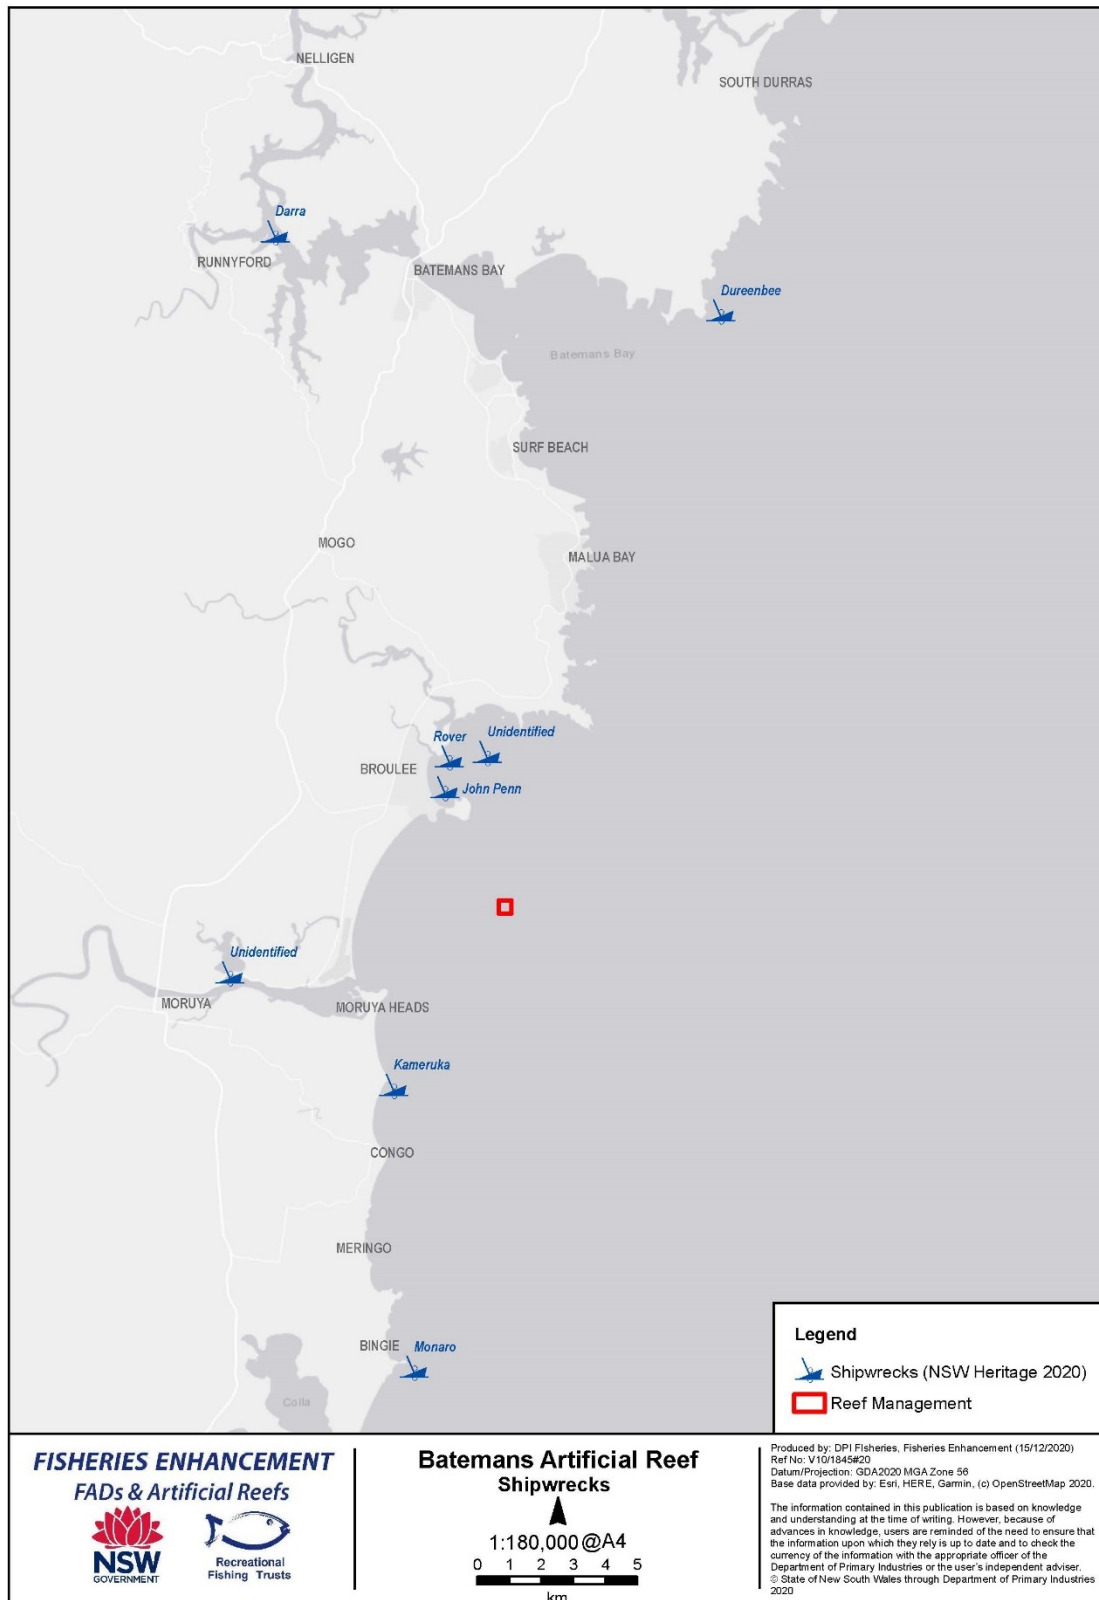 NELLIGEN
SOUTH DURRAS
Darra
RUNNYFORD
BATEMANS BAY
Dureenbee
Batemans Bay
SURF BEACH
MOGO
MALUA BAY
Rover
Unidentified
BROULEE
John Penn
Unidentified
MORUYA
MORUYA HEADS
Kameruka
CONGO
MERINGO
BINGIE
Monaro
Coila
Legend
Shipwrecks (NSW Heritage 2020)
Reef Management
FISHERIES ENHANCEMENT
FADs & Artificial Reefs
NSW
GOVERNMENT
Recreational
Fishing Trusts
Batemans Artificial Reef
Shipwrecks
1:180,000 @A4
0 1 2 3 4 5
km
Produced by: DPI Fisheries, Fisheries Enhancement (15/12/2020)
Ref No: V10/1845#20
Datum/Projection: GDA2020 MGA Zone 56
Base data provided by: Esri, HERE, Garmin, (c) OpenStreetMap 2020.
The information contained in this publication is based on knowledge
and understanding at the time of writing. However, because of
advances in knowledge, users are reminded of the need to ensure that
the information upon which they rely is up to date and to check the
currency of the information with the appropriate officer of the
Department of Primary Industries or the user's independent adviser.
© State of New South Wales through Department of Primary Industries
2020